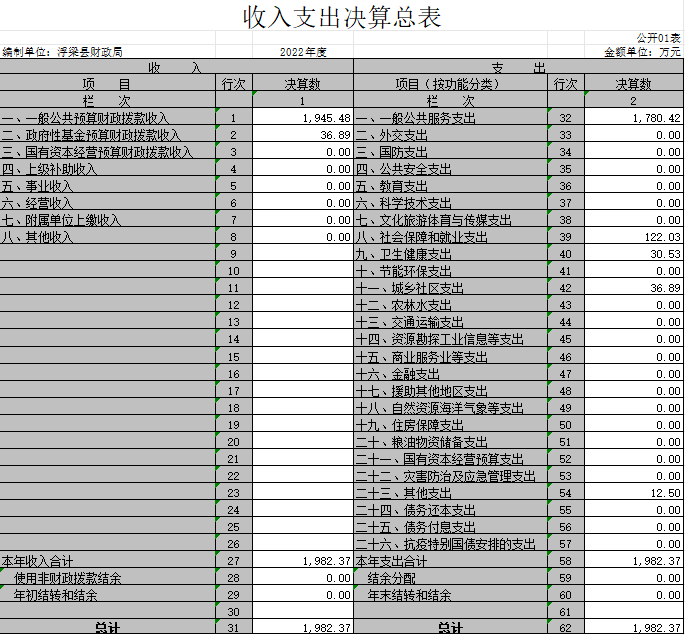 收入支出决算总表
公开01表
编制单位：浮梁县财政局 2022年度 金额单位：万元
收 入 支 出
项 目 行次 决算数 项目（按功能分类） 行次 决算数
栏 次 1 栏 次 2
一、一般公共预算财政拨款收入 1 1,945.48 一、一般公共服务支出 32 1,780.42
二、政府性基金预算财政拨款收入 2 36.89 二、外交支出 33 0.00
三、国有资本经营预算财政拨款收入 3 0.00 三、国防支出 34 0.00
四、上级补助收入 4 0.00 四、公共安全支出 35 0.00
五、事业收入 5 0.00 五、教育支出 36 0.00
六、经营收入 6 0.00 六、科学技术支出 37 0.00
七、附属单位上缴收入 7 0.00 七、文化旅游体育与传媒支出 38 0.00
八、其他收入 8 0.00 八、社会保障和就业支出 39 122.03
9 九、卫生健康支出 40 30.53
10 十、节能环保支出 41 0.00
11 十一、城乡社区支出 42 36.89
12 十二、农林水支出 43 0.00
13 十三、交通运输支出 44 0.00
14 十四、资源勘探工业信息等支出 45 0.00
15 十五、商业服务业等支出 46 0.00
16 十六、金融支出 47 0.00
17 十七、援助其他地区支出 48 0.00
18 十八、自然资源海洋气象等支出 49 0.00
19 十九、住房保障支出 50 0.00
20 二十、粮油物资储备支出 51 0.00
21 二十一、国有资本经营预算支出 52 0.00
22 二十二、灾害防治及应急管理支出 53 0.00
23 二十三、其他支出 54 12.50
24 二十四、债务还本支出 55 0.00
25 二十五、债务付息支出 56 0.00
26 二十六、抗疫特别国债安排的支出 57 0.00
本年收入合计 27 1,982.37 本年支出合计 58 1,982.37
使用非财政拨款结余 28 0.00 结余分配 59 0.00
年初结转和结余 29 0.00 年末结转和结余 60 0.00
30 61
总计 31 1,982.37 总计 62 1,982.37